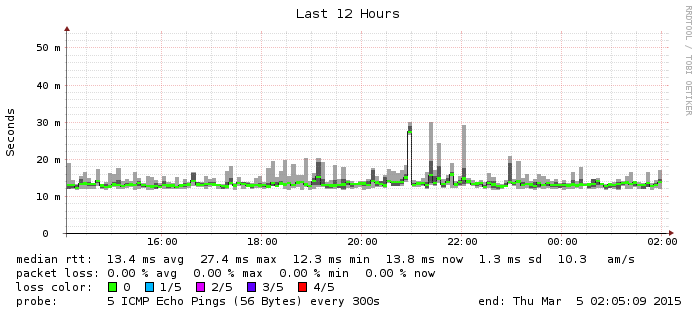 Last 12 Hours
RRDTOOL / TOBI OETIKER
Seconds
50 m
40 m
30 m
20 m
10 m
0
16:00 18:00 20:00 22:00 00:00 02:00
median rtt: 13.4 ms avg 27.4 ms max 12.3 ms min 13.8 ms now 1.3 ms sd 10.3 am/s
packet loss: 0.00 % avg 0.00 % max 0.00 % min 0.00 % now
loss color: 0 1/5 2/5 3/5 4/5
probe: 5 ICMP Echo Pings (56 Bytes) every 300s end: Thu Mar 5 02:05:09 2015